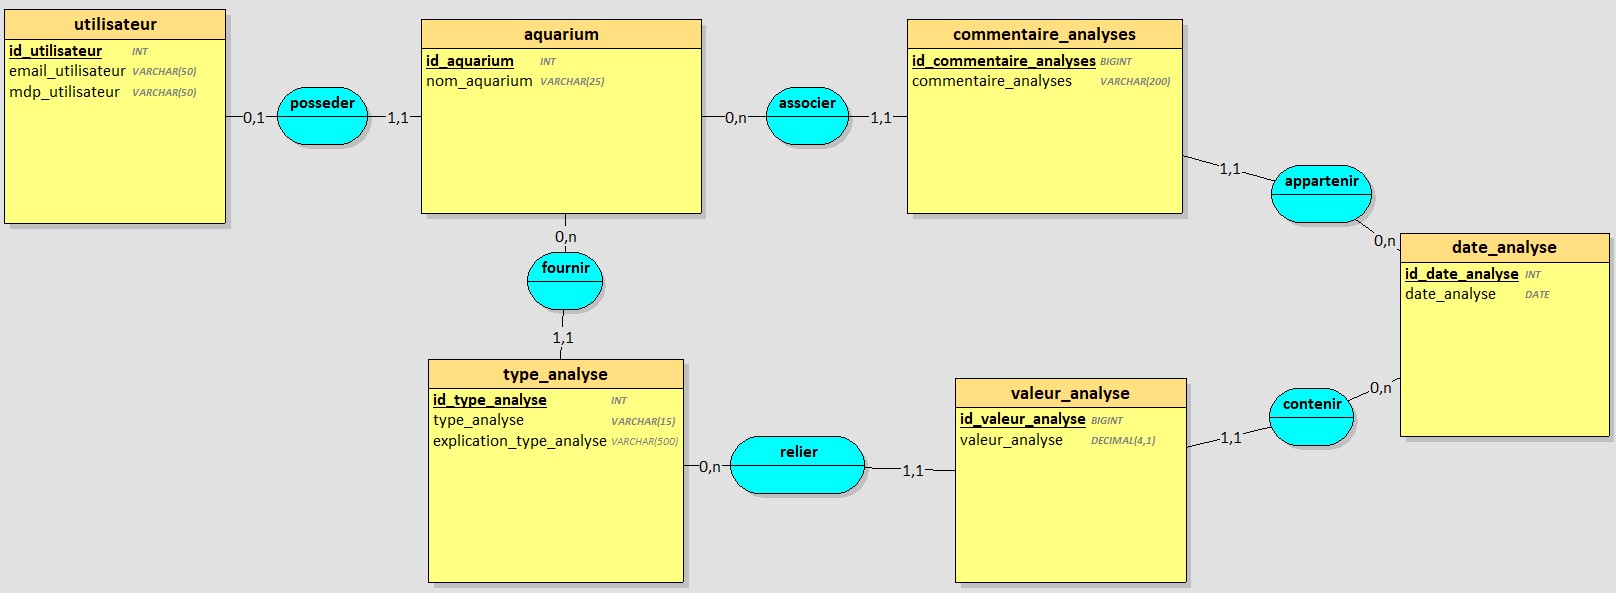 utilisateur
id_utilisateur INT
email_utilisateur VARCHAR(50)
mdp_utilisateur VARCHAR(50)
0,1
posseder
1,1
aquarium
id_aquarium INT
nom_aquarium VARCHAR(25)
0,n
associer
1,1
commentaire_analyses
id_commentaire_analyses BIGINT
commentaire_analyses VARCHAR(200)
1,1
appartenir
0,n
date_analyse
id_date_analyse INT
date_analyse DATE
0,n
fournir
1,1
type_analyse
id_type_analyse INT
type_analyse VARCHAR(15)
explication_type_analyse VARCHAR(500)
0,n
relier
1,1
valeur_analyse
id_valeur_analyse BIGINT
valeur_analyse DECIMAL(4,1)
1,1
contenir
0,n